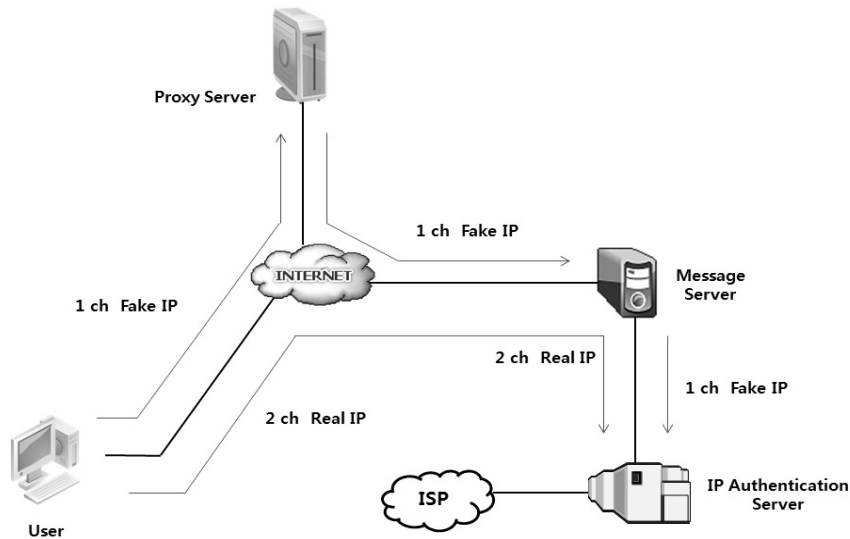 Proxy Server
1 ch Fake IP
INTERNET
Message
Server
1 ch Fake IP
2 ch Real IP
1 ch Fake IP
2 ch Real IP
ISP
IP Authentication
Server
User